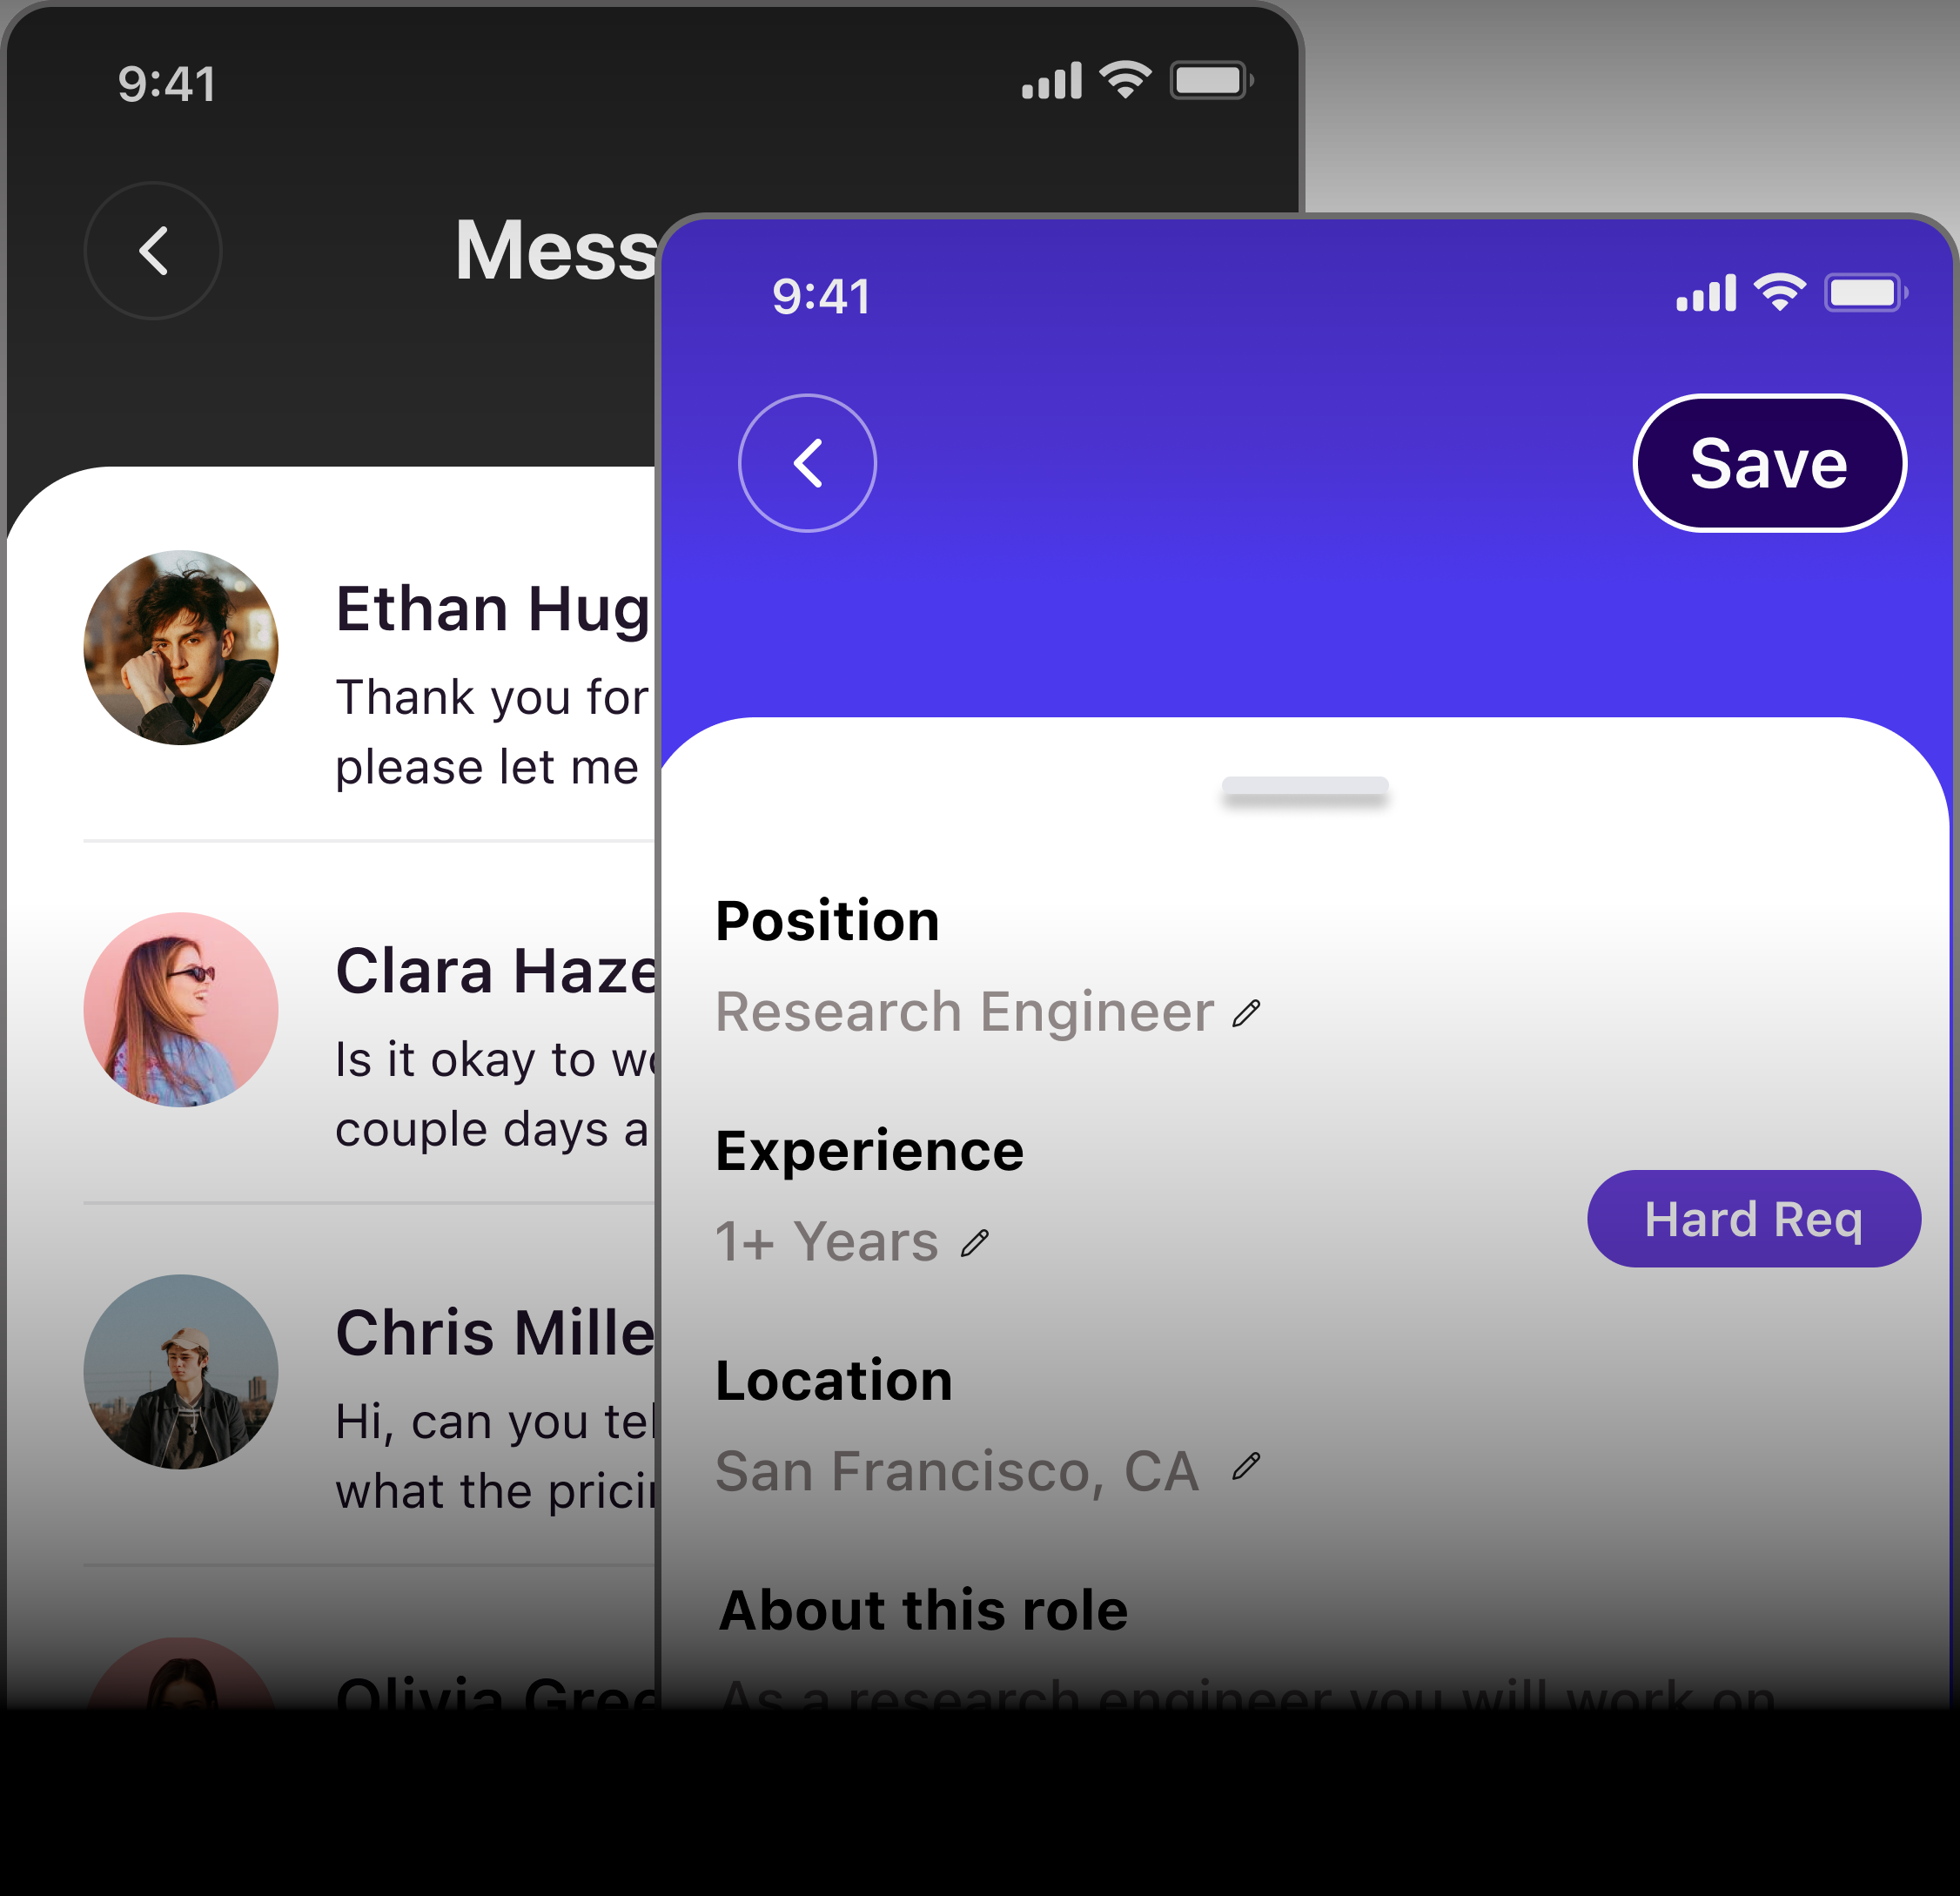 9:41
Mess
Ethan Hug
Thank you for
please let me
Clara Haze
Is it okay to
couple days a
Chris Mille
Hi, can you tel
what the prici
Olivia Gree
9:41
Save
Position
Research Engineer
Experience
1+ Years
Hard Req
Location
San Francisco, CA
About this role
As a research engineer you will work on